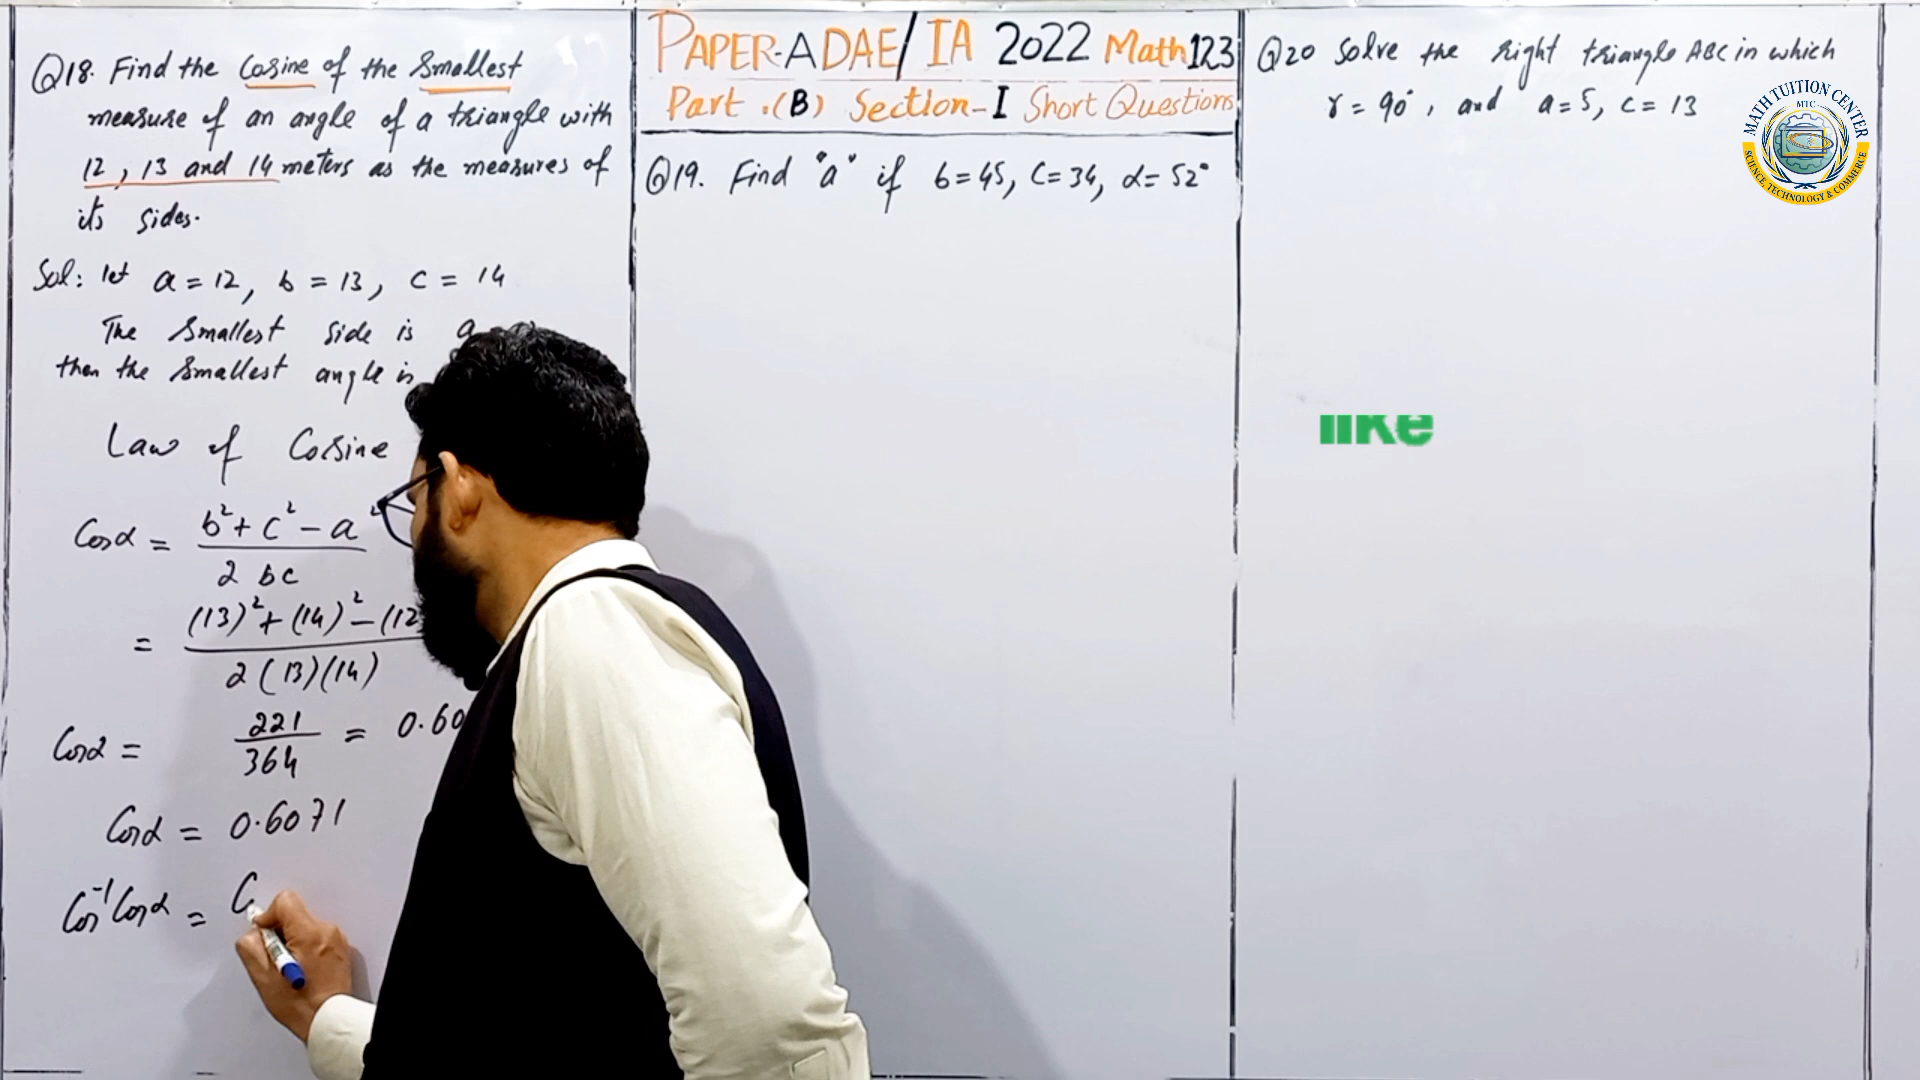 Q18. Find the Cosine of the Smallest
measure of an angle of a triangle with
12, 13 and 14 meters as the measures of
its sides.
Sol: let a = 12, b = 13, c = 14
The Smallest side is a
then the smallest angle is
Law of Cosine
Cosα = b² + c² - a² / 2bc
= (13)² + (14)² - (12 / 2(13)(14)
Cosα = 221/364 = 0.60
Cosα = 0.6071
Cos⁻¹Cosα = C
PAPER-A DAE/IA 2022 Math 123
Part.(B) Section-I Short Questions
Q19. Find "a" if b=45, C=34, α=52°
Q20 Solve the right triangle ABC in which
γ = 90°, and a=5, c=13
MATH TUITION CENTER
MTC
SCIENCE, TECHNOLOGY & COMMERCE
like